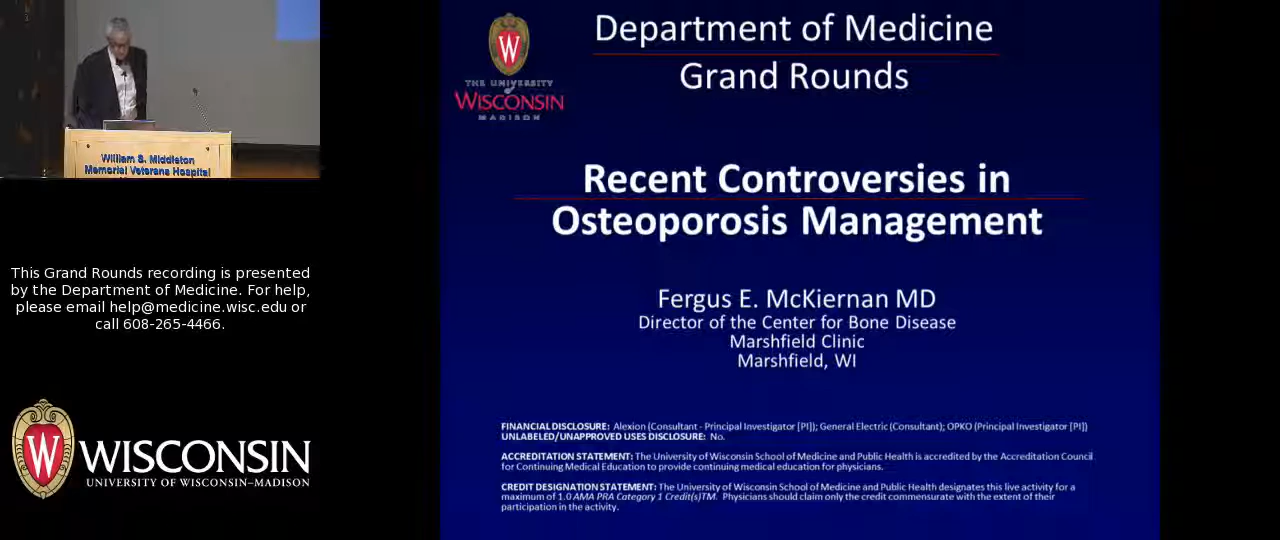 William S. Middleton
Memorial Veterans Hospital
This Grand Rounds recording is presented
by the Department of Medicine. For help,
please email help@medicine.wisc.edu or
call 608-265-4466.
W
WISCONSIN
UNIVERSITY OF WISCONSIN–MADISON
W
THE UNIVERSITY
WISCONSIN
MADISON
Department of Medicine
Grand Rounds
Recent Controversies in
Osteoporosis Management
Fergus E. McKiernan MD
Director of the Center for Bone Disease
Marshfield Clinic
Marshfield, WI
FINANCIAL DISCLOSURE: Alexion (Consultant - Principal Investigator [PI]); General Electric (Consultant); OPKO (Principal Investigator [PI])
UNLABELED/UNAPPROVED USES DISCLOSURE: No.
ACCREDITATION STATEMENT: The University of Wisconsin School of Medicine and Public Health is accredited by the Accreditation Council
for Continuing Medical Education to provide continuing medical education for physicians.
CREDIT DESIGNATION STATEMENT: The University of Wisconsin School of Medicine and Public Health designates this live activity for a
maximum of 1.0 AMA PRA Category 1 Credit(s)TM. Physicians should claim only the credit commensurate with the extent of their
participation in the activity.